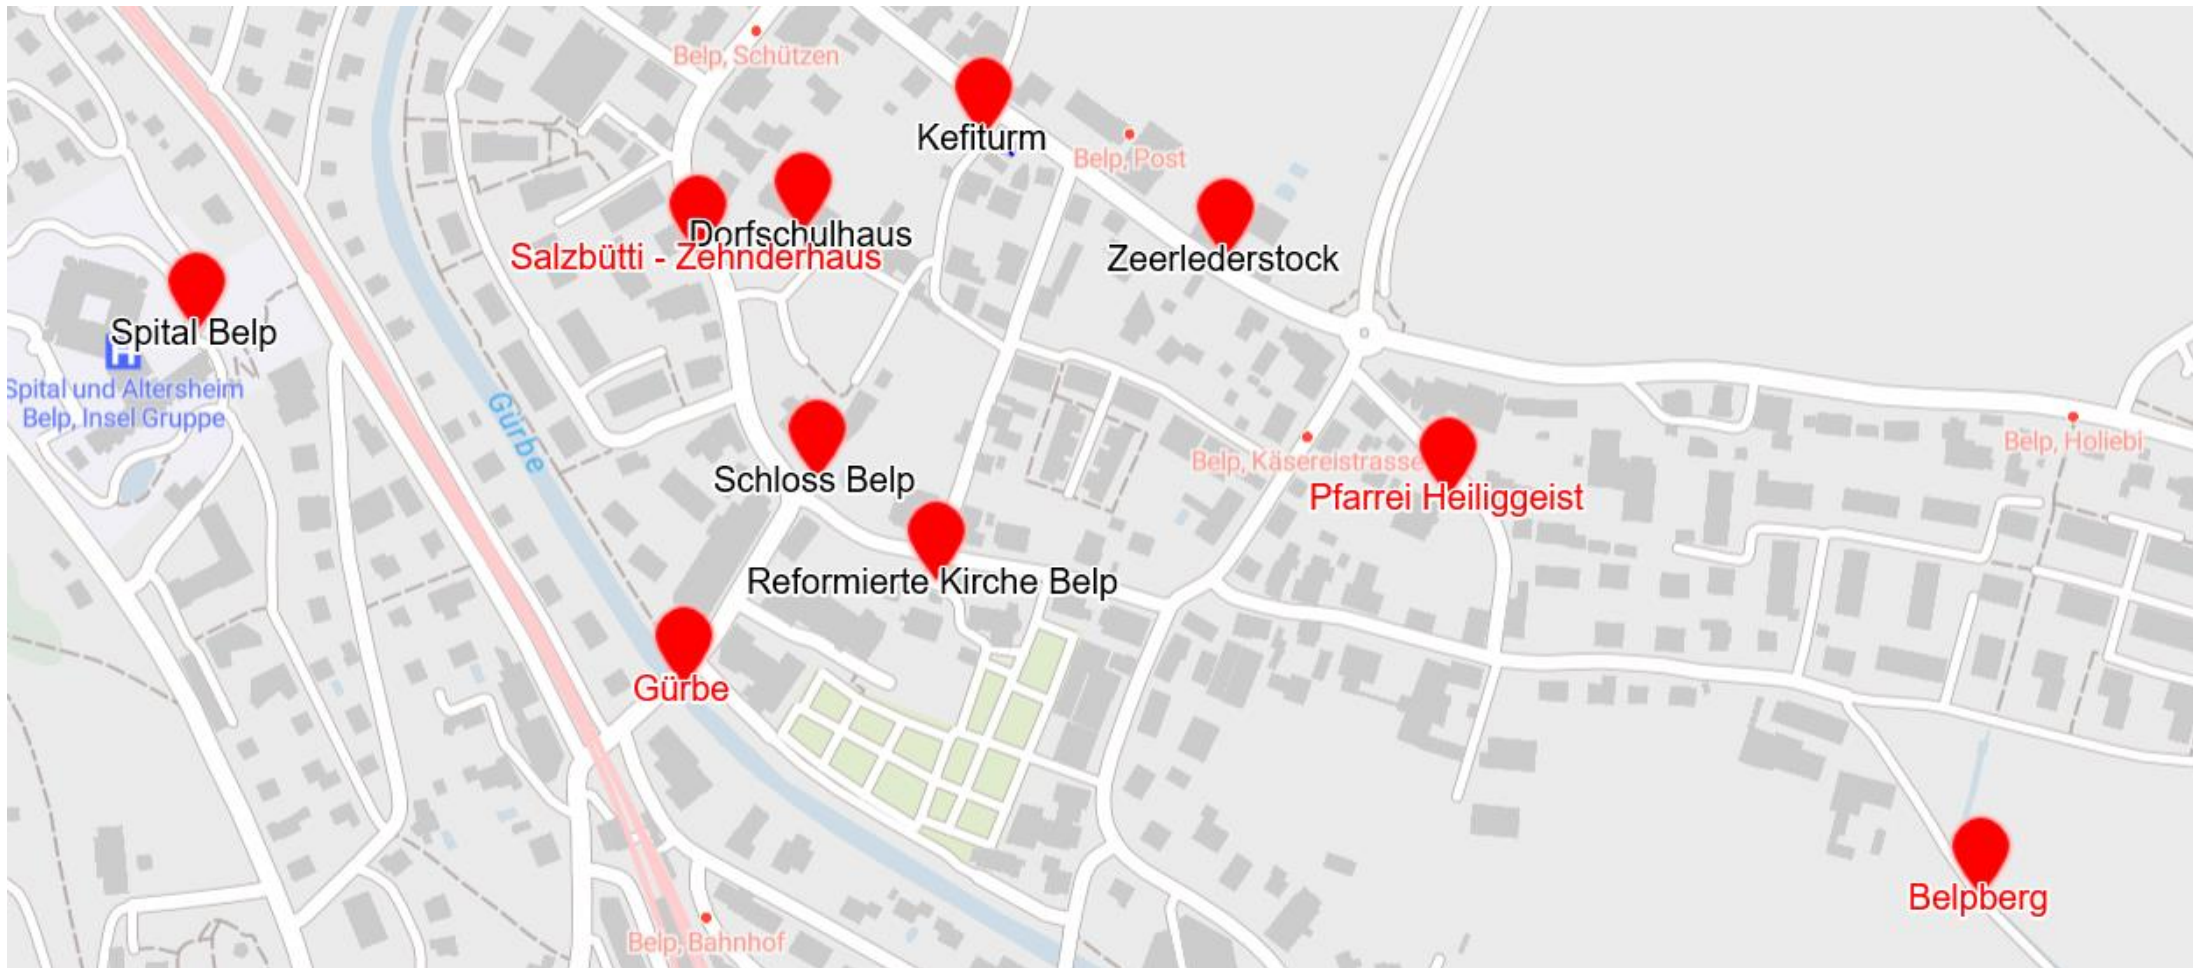 Belp, Schützen
Kefiturm
Belp, Post
Dorfschulhaus
Salzbütti - Zehnderhaus
Zeerlederstock
Spital Belp
H
Spital und Altersheim
Belp, Insel Gruppe
Gürbe
Schloss Belp
Belp, Käsereistrasse
Belp, Holiebi
Pfarrei Heiliggeist
Reformierte Kirche Belp
Gürbe
Belpberg
Belp, Bahnhof